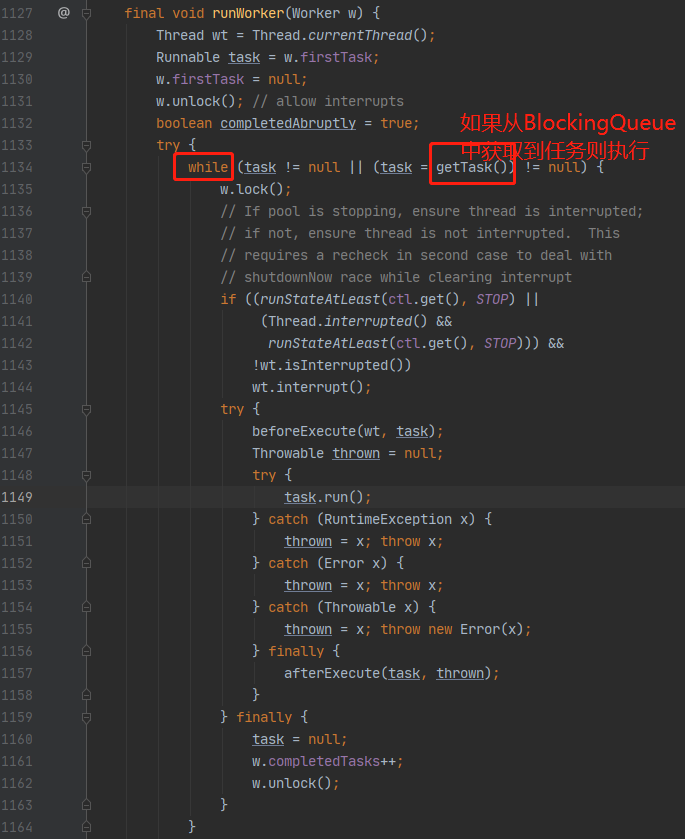 1127 @ final void runWorker(Worker w) {
1128 Thread wt = Thread.currentThread();
1129 Runnable task = w.firstTask;
1130 w.firstTask = null;
1131 w.unlock(); // allow interrupts
1132 boolean completedAbruptly = true;
如果从BlockingQueue
1133 try {
中获取到任务则执行
1134 while (task != null || (task = getTask()) != null) {
1135 w.lock();
1136 // If pool is stopping, ensure thread is interrupted;
1137 // if not, ensure thread is not interrupted.  This
1138 // requires a recheck in second case to deal with
1139 // shutdownNow race while clearing interrupt
1140 if ((runStateAtLeast(ctl.get(), STOP) ||
1141 (Thread.interrupted() &&
1142 runStateAtLeast(ctl.get(), STOP))) &&
1143 !wt.isInterrupted())
1144 wt.interrupt();
1145 try {
1146 beforeExecute(wt, task);
1147 Throwable thrown = null;
1148 try {
1149 task.run();
1150 } catch (RuntimeException x) {
1151 thrown = x; throw x;
1152 } catch (Error x) {
1153 thrown = x; throw x;
1154 } catch (Throwable x) {
1155 thrown = x; throw new Error(x);
1156 } finally {
1157 afterExecute(task, thrown);
1158 }
1159 } finally {
1160 task = null;
1161 w.completedTasks++;
1162 w.unlock();
1163 }
1164 }